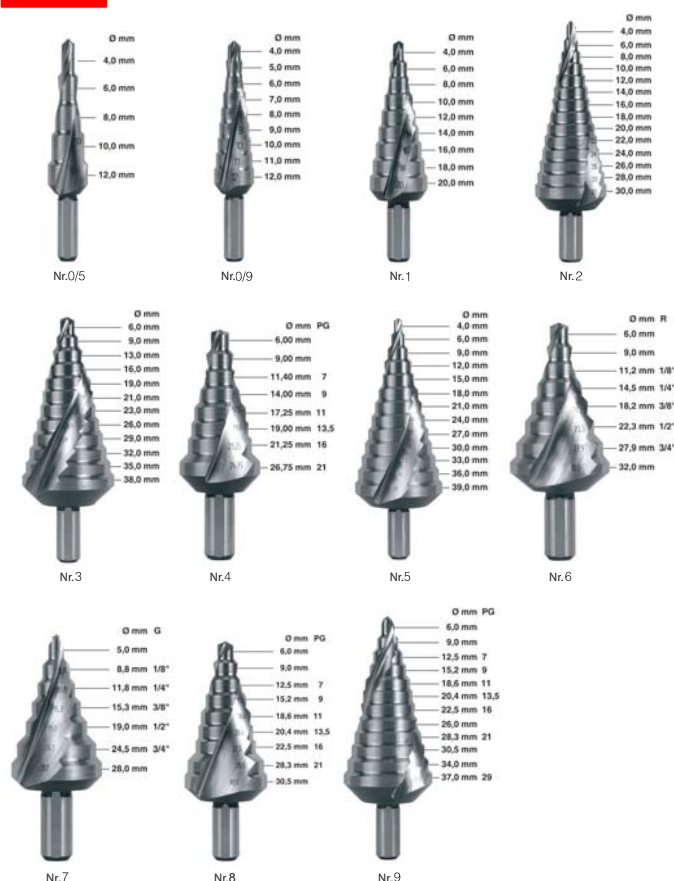 Ø mm
4,0 mm
6,0 mm
8,0 mm
10,0 mm
12,0 mm
Nr.0/5
Ø mm
4,0 mm
5,0 mm
6,0 mm
7,0 mm
8,0 mm
9,0 mm
10,0 mm
11,0 mm
12,0 mm
Nr.0/9
Ø mm
4,0 mm
6,0 mm
8,0 mm
10,0 mm
12,0 mm
14,0 mm
16,0 mm
18,0 mm
20,0 mm
Nr.1
Ø mm
4,0 mm
6,0 mm
8,0 mm
10,0 mm
12,0 mm
14,0 mm
16,0 mm
18,0 mm
20,0 mm
22,0 mm
24,0 mm
26,0 mm
28,0 mm
30,0 mm
Nr.2
Ø mm
6,0 mm
9,0 mm
13,0 mm
16,0 mm
19,0 mm
21,0 mm
23,0 mm
26,0 mm
29,0 mm
32,0 mm
35,0 mm
38,0 mm
Nr.3
Ø mm PG
6,00 mm
9,00 mm
11,40 mm 7
14,00 mm 9
17,25 mm 11
19,00 mm 13,5
21,25 mm 16
26,75 mm 21
Nr.4
Ø mm
4,0 mm
6,0 mm
9,0 mm
12,0 mm
15,0 mm
18,0 mm
21,0 mm
24,0 mm
27,0 mm
30,0 mm
33,0 mm
36,0 mm
39,0 mm
Nr.5
Ø mm R
6,0 mm
9,0 mm
11,2 mm 1/8"
14,5 mm 1/4"
18,2 mm 3/8"
22,3 mm 1/2"
27,9 mm 3/4"
32,0 mm
Nr.6
Ø mm G
5,0 mm
8,8 mm 1/8"
11,8 mm 1/4"
15,3 mm 3/8"
19,0 mm 1/2"
24,5 mm 3/4"
28,0 mm
Nr.7
Ø mm PG
6,0 mm
9,0 mm
12,5 mm 7
15,2 mm 9
18,6 mm 11
20,4 mm 13,5
22,5 mm 16
28,3 mm 21
30,5 mm
Nr.8
Ø mm PG
6,0 mm
9,0 mm
12,5 mm 7
15,2 mm 9
18,6 mm 11
20,4 mm 13,5
22,5 mm 16
26,0 mm
28,3 mm 21
30,5 mm
34,0 mm
37,0 mm 29
Nr.9